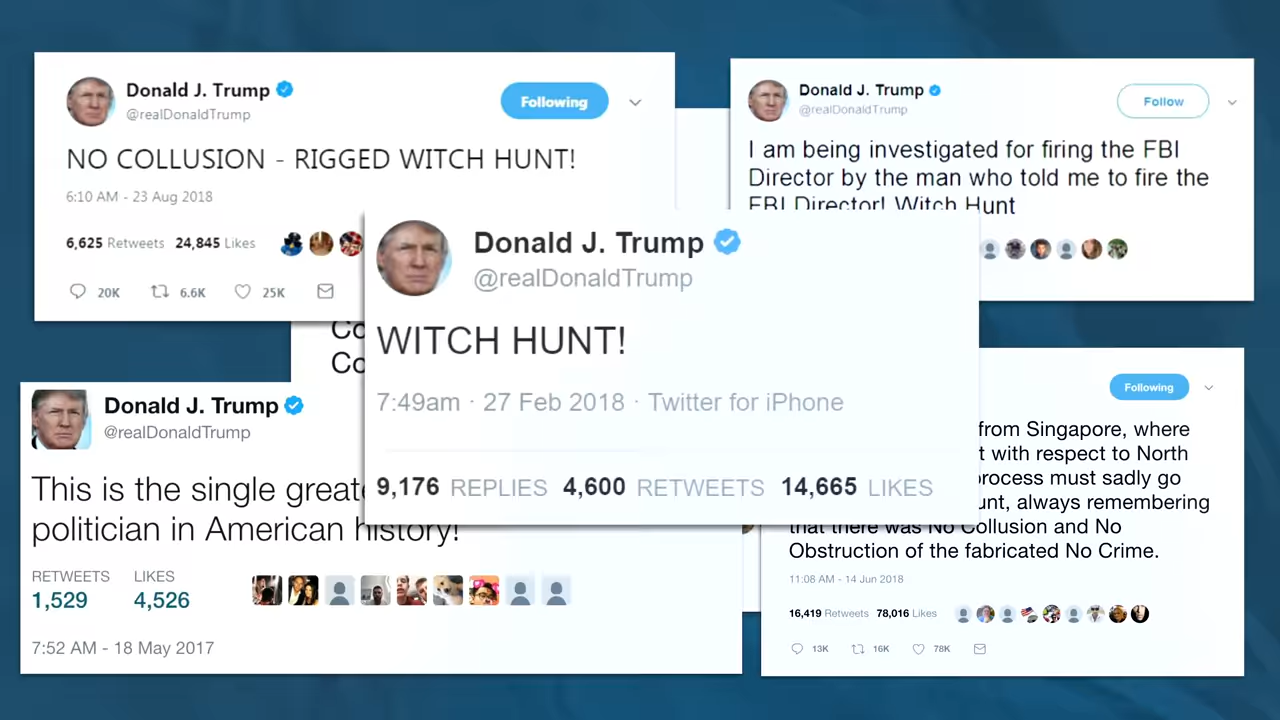 Donald J. Trump
@realDonaldTrump
Following
NO COLLUSION - RIGGED WITCH HUNT!
6:10 AM - 23 Aug 2018
6,625 Retweets 24,845 Likes
20K 6.6K 25K
Donald J. Trump
@realDonaldTrump
Follow
I am being investigated for firing the FBI
Director by the man who told me to fire the
FBI Director! Witch Hunt
Donald J. Trump
@realDonaldTrump
WITCH HUNT!
7:49am · 27 Feb 2018 · Twitter for iPhone
9,176 REPLIES 4,600 RETWEETS 14,665 LIKES
Co
Co
Donald J. Trump
@realDonaldTrump
This is the single
politician in American history!
RETWEETS LIKES
1,529 4,526
7:52 AM - 18 May 2017
Following
from Singapore, where
with respect to North
process must sadly go
always remembering
that there was No Collusion and No
Obstruction of the fabricated No Crime.
11:08 AM - 14 Jun 2018
16,419 Retweets 78,016 Likes
13K 16K 78K